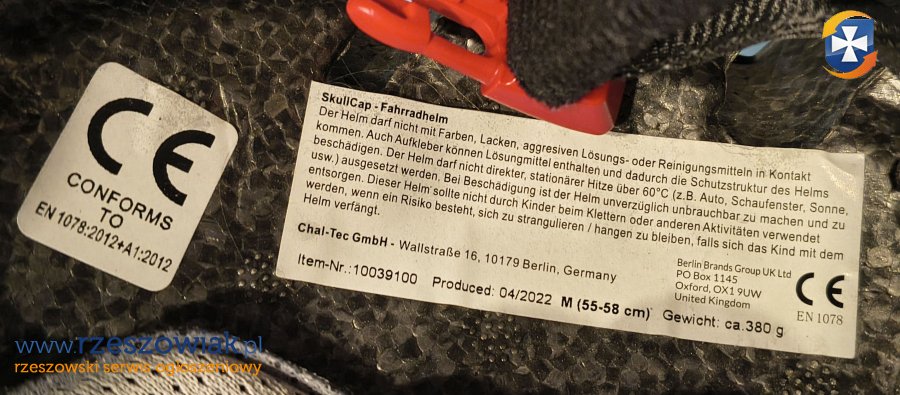 CE
CONFORMS
TO
EN 1078:2012+A1:2012
SkullCap - Fahrradhelm
Der Helm darf nicht mit Farben, Lacken, aggresiven Lösungs- oder Reinigungsmitteln in Kontakt
kommen. Auch Aufkleber können Lösungmittel enthalten und dadurch die Schutzstruktur des Helms
beschädigen. Der Helm darf nicht direkter, stationärer Hitze über 60°C (z.B. Auto, Schaufenster, Sonne,
usw.) ausgesetzt werden. Bei Beschädigung ist der Helm unverzüglich unbrauchbar zu machen und zu
entsorgen. Dieser Helm sollte nicht durch Kinder beim Klettern oder anderen Aktivitäten verwendet
werden, wenn ein Risiko besteht, sich zu strangulieren / hangen zu bleiben, falls sich das Kind mit dem
Helm verfängt.
Chal-Tec GmbH - Wallstraße 16, 10179 Berlin, Germany
Item-Nr.: 10039100 Produced: 04/2022 M (55-58 cm) Gewicht: ca.380 g
Berlin Brands Group UK Ltd
PO Box 1145
Oxford, OX1 9UW
United Kingdom
CE
EN 1078
www.rzeszowiak.pl
rzeszowski serwis ogłoszeniowy